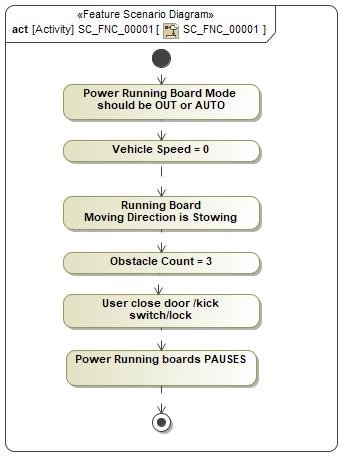 «Feature Scenario Diagram»
act [Activity] SC_FNC_00001 [ SC_FNC_00001 ]
Power Running Board Mode
should be OUT or AUTO
Vehicle Speed = 0
Running Board
Moving Direction is Stowing
Obstacle Count = 3
User close door /kick
switch/lock
Power Running boards PAUSES